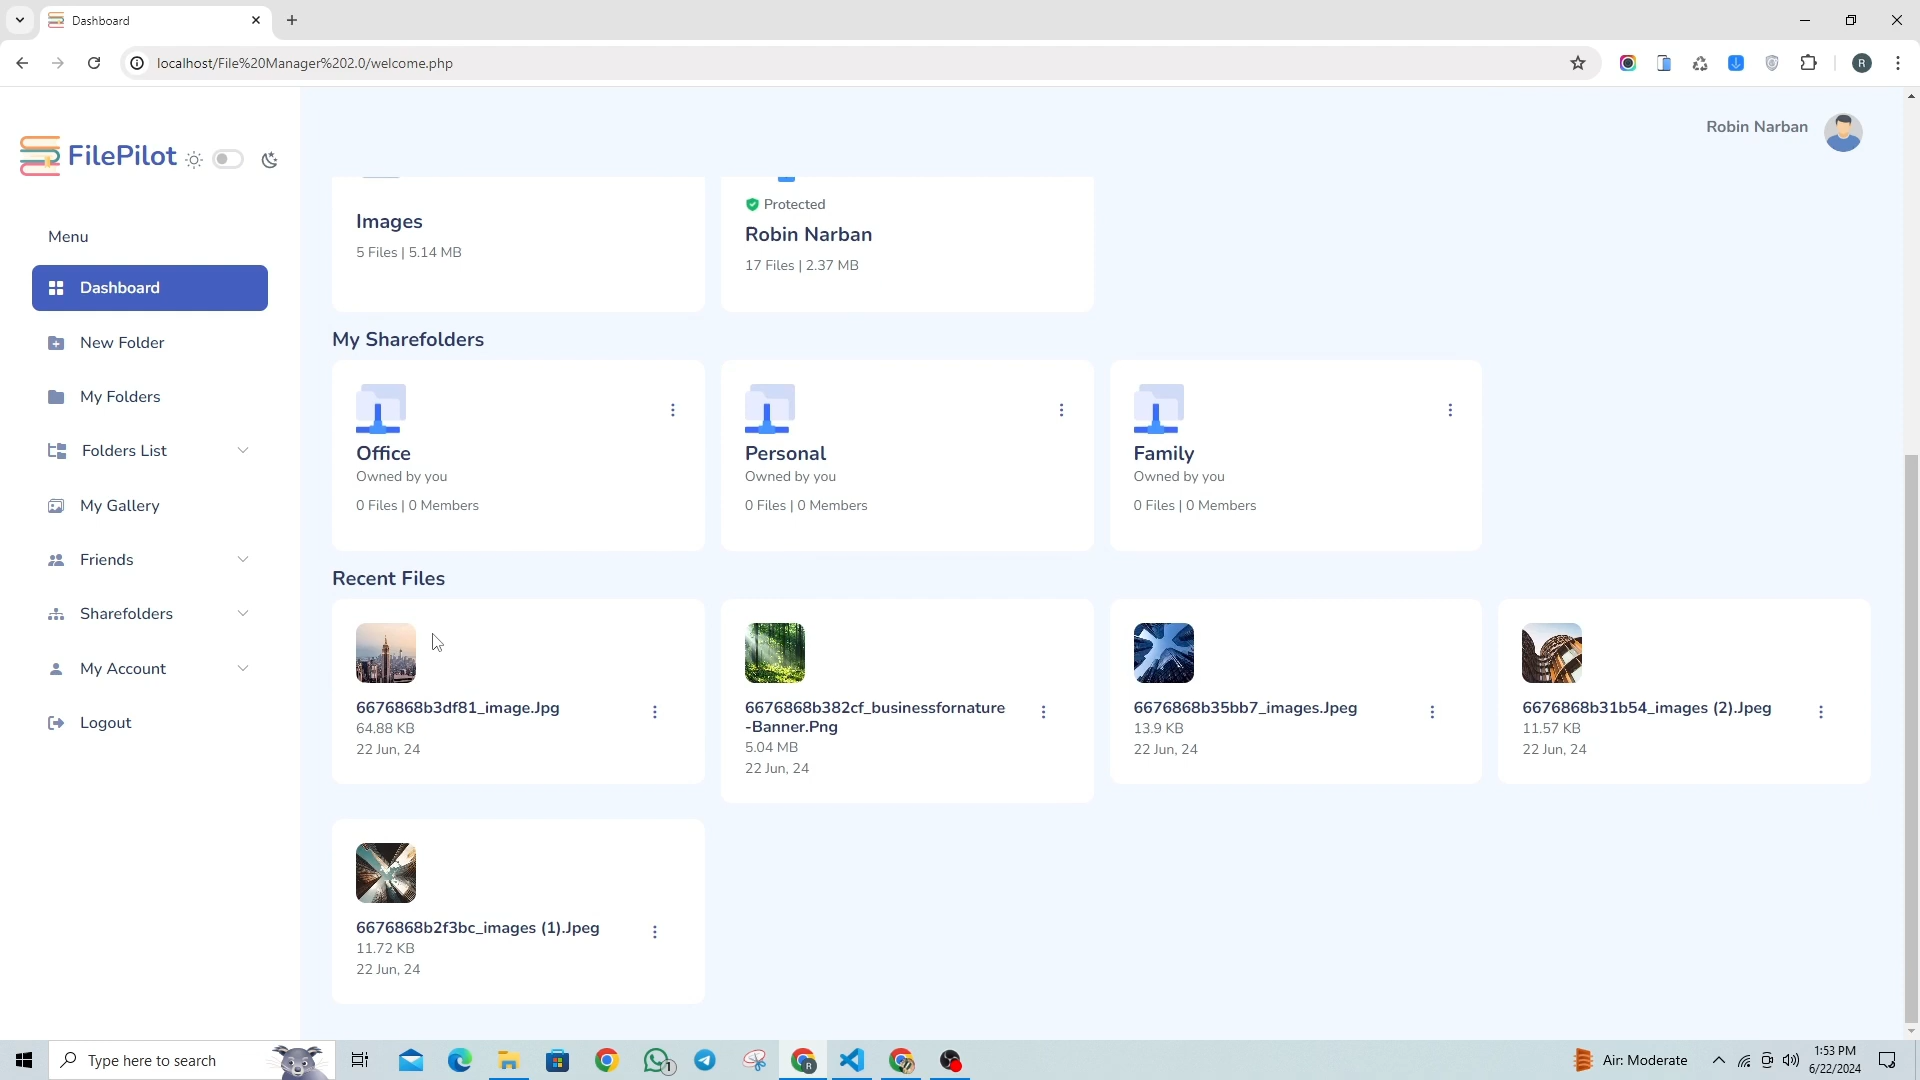 Dashboard
localhost/File%20Manager%202.0/welcome.php
R
FilePilot
Robin Narban
Menu
Dashboard
New Folder
My Folders
Folders List
My Gallery
Friends
Sharefolders
My Account
Logout
Images
5 Files | 5.14 MB
Protected
Robin Narban
17 Files | 2.37 MB
My Sharefolders
Office
Owned by you
0 Files | 0 Members
Personal
Owned by you
0 Files | 0 Members
Family
Owned by you
0 Files | 0 Members
Recent Files
6676868b3df81_image.Jpg
64.88 KB
22 Jun, 24
6676868b382cf_businessfornature
-Banner.Png
5.04 MB
22 Jun, 24
6676868b35bb7_images.Jpeg
13.9 KB
22 Jun, 24
6676868b31b54_images (2).Jpeg
11.57 KB
22 Jun, 24
6676868b2f3bc_images (1).Jpeg
11.72 KB
22 Jun, 24
Type here to search
1
R
Air: Moderate
1:53 PM
6/22/2024